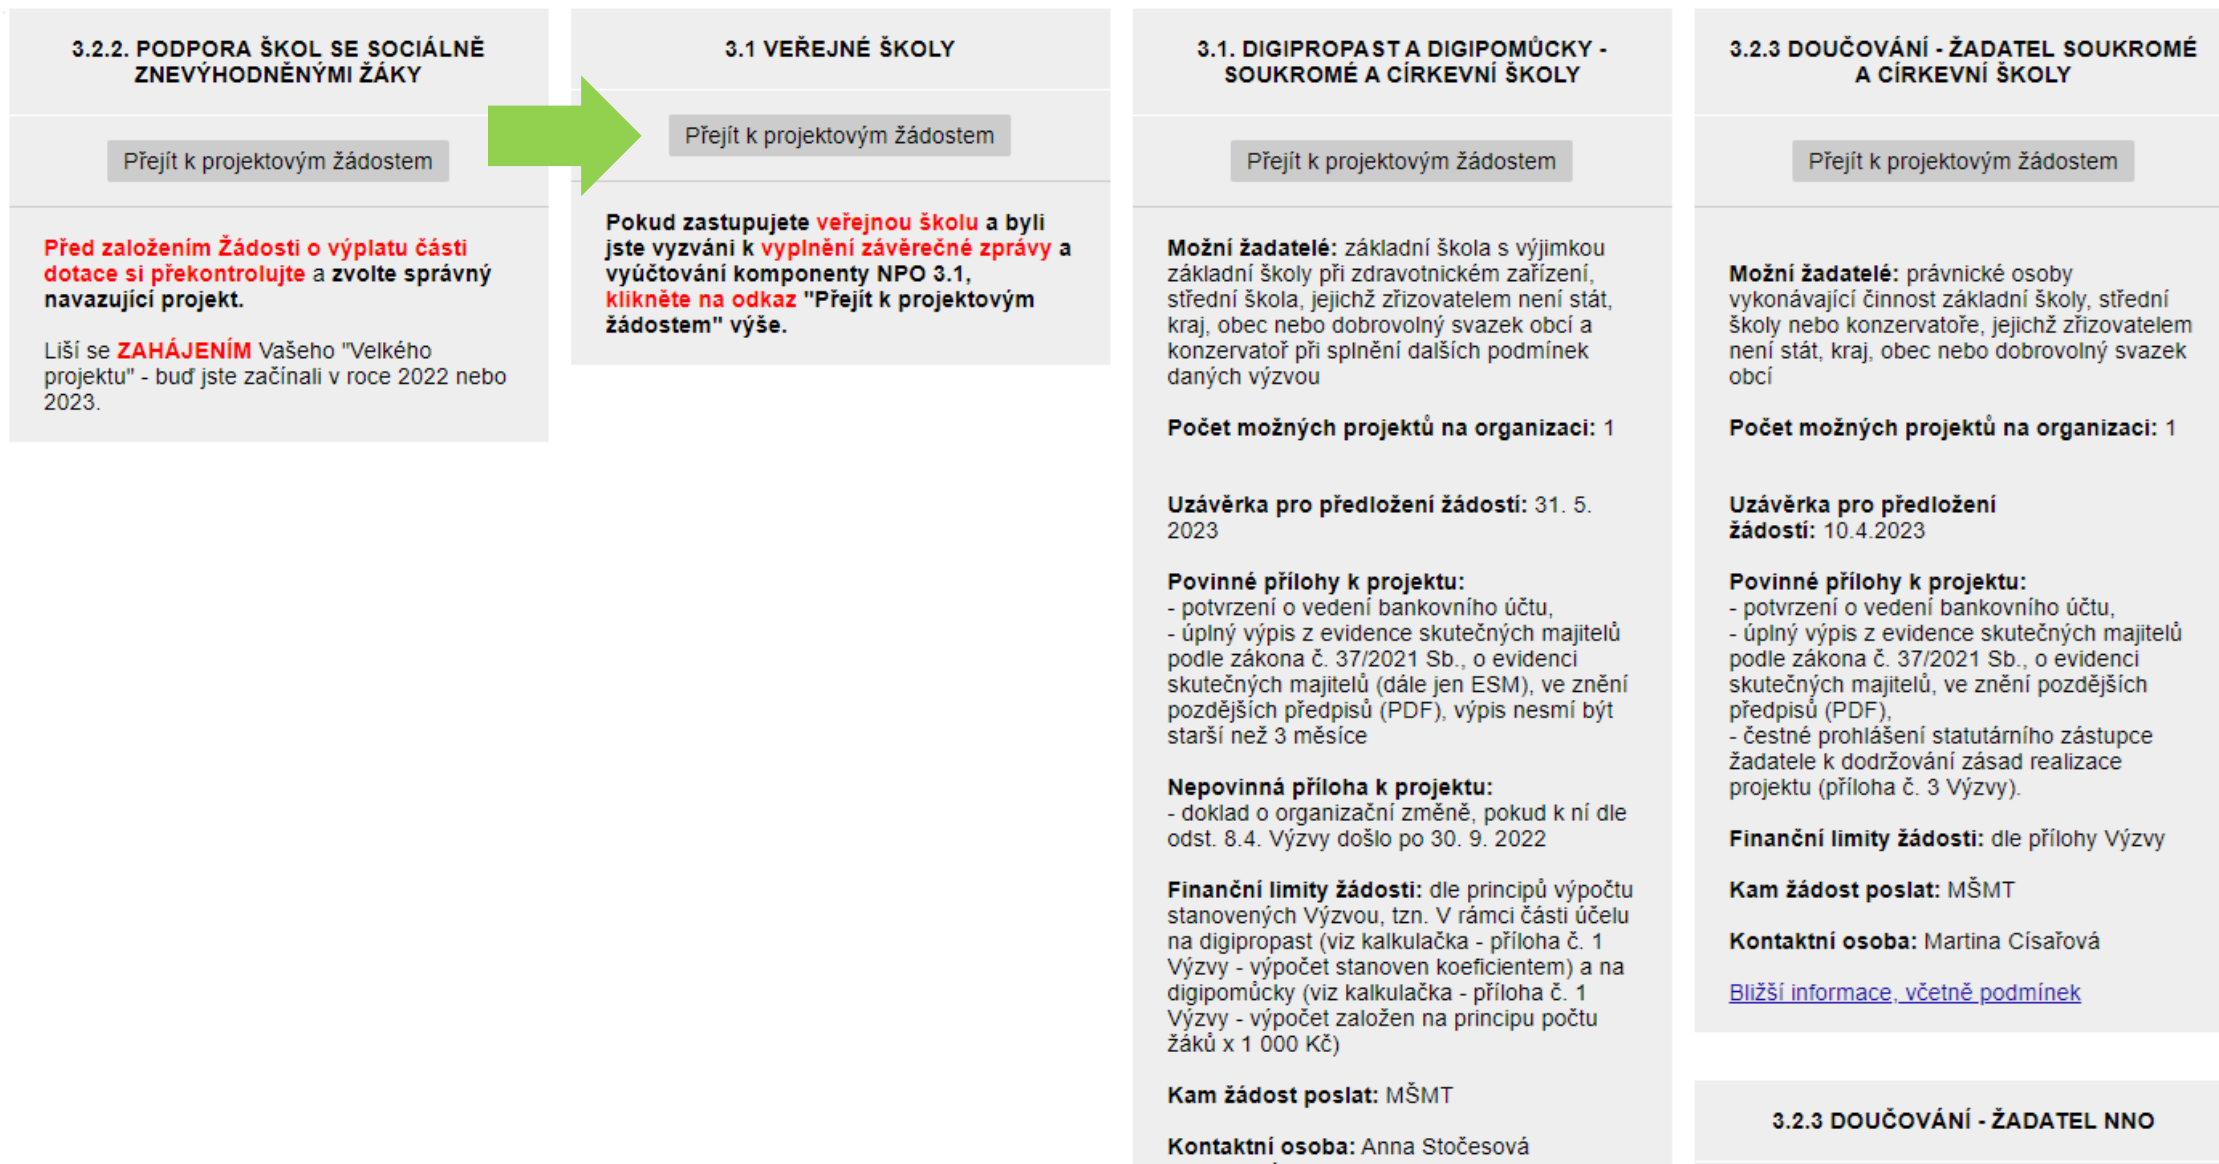 3.2.2. PODPORA ŠKOL SE SOCIÁLNĚ
ZNEVÝHODNĚNÝMI ŽÁKY
Přejít k projektovým žádostem
Před založením Žádosti o výplatu části
dotace si překontrolujte a zvolte správný
navazující projekt.
Liší se ZAHÁJENÍM Vašeho "Velkého
projektu" - buď jste začínali v roce 2022 nebo
2023.
3.1 VEŘEJNÉ ŠKOLY
Přejít k projektovým žádostem
Pokud zastupujete veřejnou školu a byli
jste vyzváni k vyplnění závěrečné zprávy a
vyúčtování komponenty NPO 3.1,
klikněte na odkaz "Přejít k projektovým
žádostem" výše.
3.1. DIGIPROPAST A DIGIPOMŮCKY -
SOUKROMÉ A CÍRKEVNÍ ŠKOLY
Přejít k projektovým žádostem
Možní žadatelé: základní škola s výjimkou
základní školy při zdravotnickém zařízení,
střední škola, jejichž zřizovatelem není stát,
kraj, obec nebo dobrovolný svazek obcí a
konzervatoř při splnění dalších podmínek
daných výzvou
Počet možných projektů na organizaci: 1
Uzávěrka pro předložení žádostí: 31. 5.
2023
Povinné přílohy k projektu:
- potvrzení o vedení bankovního účtu,
- úplný výpis z evidence skutečných majitelů
podle zákona č. 37/2021 Sb., o evidenci
skutečných majitelů (dále jen ESM), ve znění
pozdějších předpisů (PDF), výpis nesmí být
starší než 3 měsíce
Nepovinná příloha k projektu:
- doklad o organizační změně, pokud k ní dle
odst. 8.4. Výzvy došlo po 30. 9. 2022
Finanční limity žádosti: dle principů výpočtu
stanovených Výzvou, tzn. V rámci části účelu
na digipropast (viz kalkulačka - příloha č. 1
Výzvy - výpočet stanoven koeficientem) a na
digipomůcky (viz kalkulačka - příloha č. 1
Výzvy - výpočet založen na principu počtu
žáků x 1 000 Kč)
Kam žádost poslat: MŠMT
Kontaktní osoba: Anna Stočesová
3.2.3 DOUČOVÁNÍ - ŽADATEL SOUKROMÉ
A CÍRKEVNÍ ŠKOLY
Přejít k projektovým žádostem
Možní žadatelé: právnické osoby
vykonávající činnost základní školy, střední
školy nebo konzervatoře, jejichž zřizovatelem
není stát, kraj, obec nebo dobrovolný svazek
obcí
Počet možných projektů na organizaci: 1
Uzávěrka pro předložení
žádostí: 10.4.2023
Povinné přílohy k projektu:
- potvrzení o vedení bankovního účtu,
- úplný výpis z evidence skutečných majitelů
podle zákona č. 37/2021 Sb., o evidenci
skutečných majitelů, ve znění pozdějších
předpisů (PDF),
- čestné prohlášení statutárního zástupce
žadatele k dodržování zásad realizace
projektu (příloha č. 3 Výzvy).
Finanční limity žádosti: dle přílohy Výzvy
Kam žádost poslat: MŠMT
Kontaktní osoba: Martina Císařová
Bližší informace, včetně podmínek
3.2.3 DOUČOVÁNÍ - ŽADATEL NNO